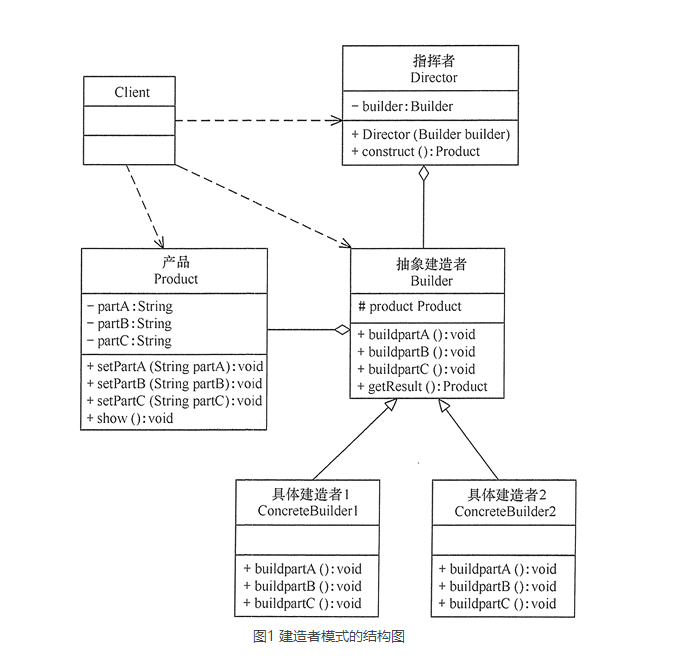 指挥者
Director
- builder:Builder
+ Director (Builder builder)
+ construct ():Product
Client
产品
Product
- partA:String
- partB:String
- partC:String
+ setPartA (String partA):void
+ setPartB (String partB):void
+ setPartC (String partC):void
+ show ():void
抽象建造者
Builder
# product Product
+ buildpartA ():void
+ buildpartB ():void
+ buildpartC ():void
+ getResult ():Product
具体建造者1
ConcreteBuilder1
+ buildpartA ():void
+ buildpartB ():void
+ buildpartC ():void
具体建造者2
ConcreteBuilder2
+ buildpartA ():void
+ buildpartB ():void
+ buildpartC ():void
图1 建造者模式的结构图